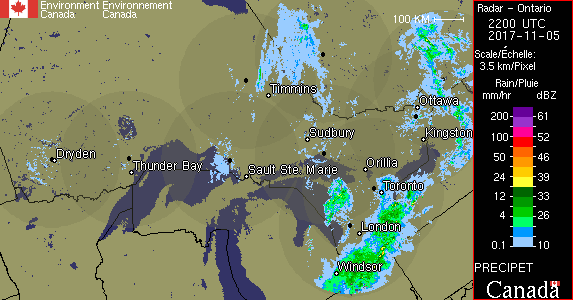 Environment Environnement
Canada Canada
100 KM
Timmins
Ottawa
Sudbury
Kingston
Dryden
Thunder Bay
Sault Ste. Marie
Orillia
Toronto
London
Windsor
Radar - Ontario
2200 UTC
2017-11-05
Scale/Échelle:
3.5 km/Pixel
Rain/Pluie
mm/hr dBZ
200 61
100 52
50 46
24 39
12 33
4 26
0.1 10
PRECIPET
Canada